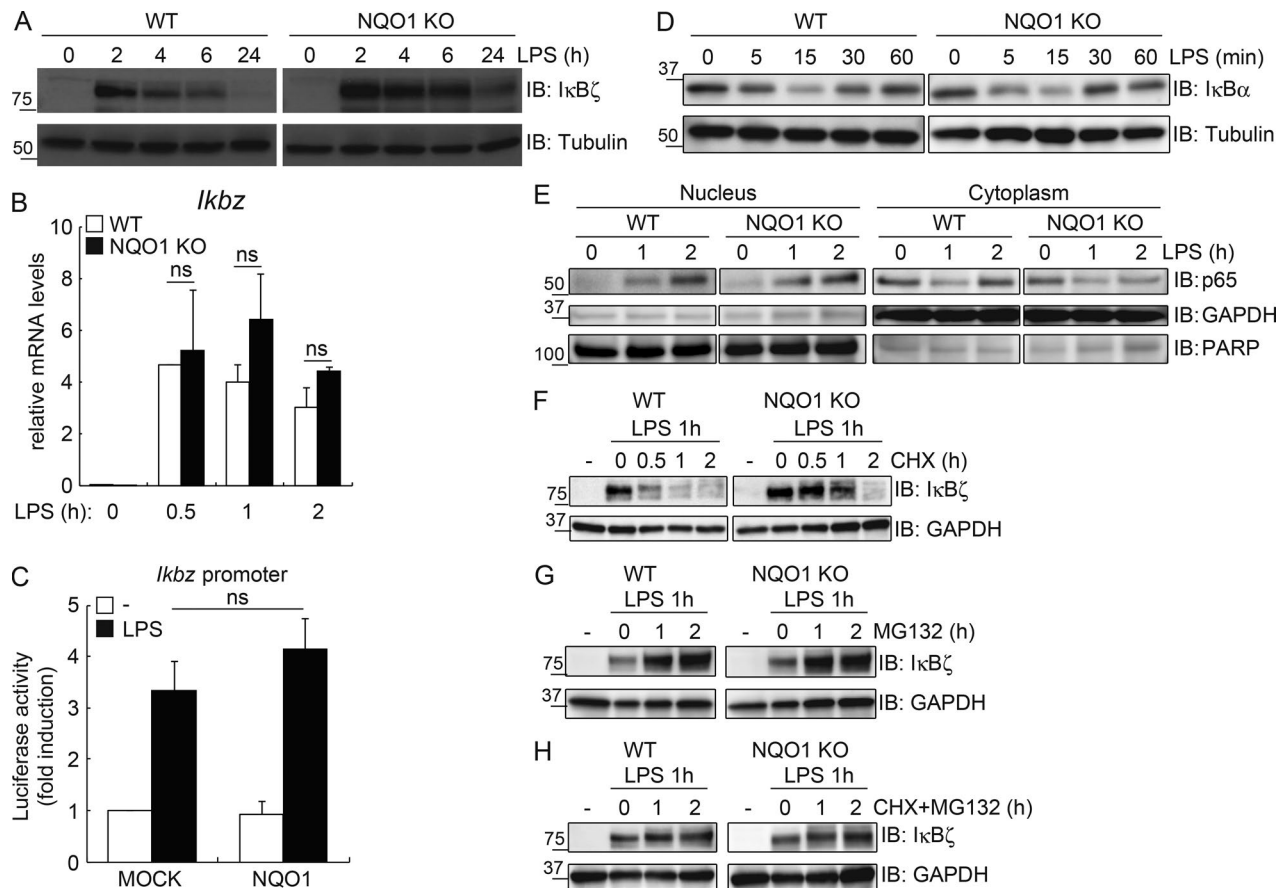 A
WT NQO1 KO
0 2 4 6 24 0 2 4 6 24 LPS (h)
75 IB: IκBζ
50 IB: Tubulin
B
Ikbz
WT
NQO1 KO
relative mRNA levels
10
8
6
4
2
0
ns ns ns
LPS (h): 0 0.5 1 2
C
Ikbz promoter
-
LPS
ns
Luciferase activity
(fold induction)
5
4
3
2
1
0
MOCK NQO1
D
WT NQO1 KO
0 5 15 30 60 0 5 15 30 60 LPS (min)
37 IB: IκBα
50 IB: Tubulin
E
Nucleus Cytoplasm
WT NQO1 KO WT NQO1 KO
0 1 2 0 1 2 0 1 2 0 1 2 LPS (h)
50 IB: p65
37 IB: GAPDH
100 IB: PARP
F
WT NQO1 KO
LPS 1h LPS 1h
- 0 0.5 1 2 - 0 0.5 1 2 CHX (h)
75 IB: IκBζ
37 IB: GAPDH
G
WT NQO1 KO
LPS 1h LPS 1h
- 0 1 2 - 0 1 2 MG132 (h)
75 IB: IκBζ
37 IB: GAPDH
H
WT NQO1 KO
LPS 1h LPS 1h
- 0 1 2 - 0 1 2 CHX+MG132 (h)
75 IB: IκBζ
37 IB: GAPDH